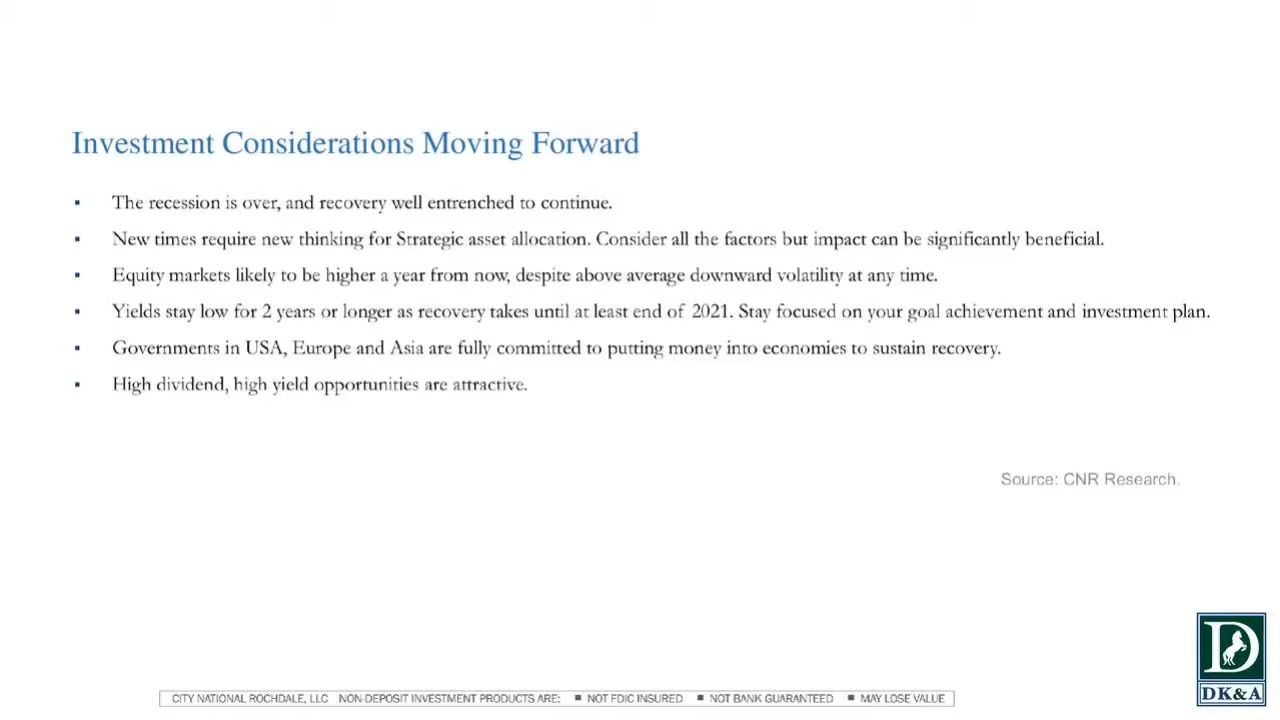 Investment Considerations Moving Forward
▪ The recession is over, and recovery well entrenched to continue.
▪ New times require new thinking for Strategic asset allocation. Consider all the factors but impact can be significantly beneficial.
▪ Equity markets likely to be higher a year from now, despite above average downward volatility at any time.
▪ Yields stay low for 2 years or longer as recovery takes until at least end of 2021. Stay focused on your goal achievement and investment plan.
▪ Governments in USA, Europe and Asia are fully committed to putting money into economies to sustain recovery.
▪ High dividend, high yield opportunities are attractive.
Source: CNR Research.
D
DK&A
CITY NATIONAL ROCHDALE, LLC NON-DEPOSIT INVESTMENT PRODUCTS ARE: ■ NOT FDIC INSURED ■ NOT BANK GUARANTEED ■ MAY LOSE VALUE